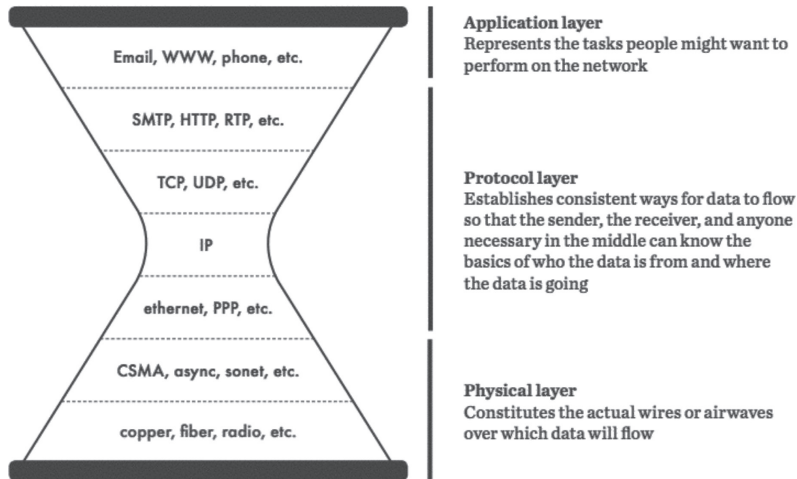 Email, WWW, phone, etc.
SMTP, HTTP, RTP, etc.
TCP, UDP, etc.
IP
ethernet, PPP, etc.
CSMA, async, sonet, etc.
copper, fiber, radio, etc.
Application layer
Represents the tasks people might want to
perform on the network
Protocol layer
Establishes consistent ways for data to flow
so that the sender, the receiver, and anyone
necessary in the middle can know the
basics of who the data is from and where
the data is going
Physical layer
Constitutes the actual wires or airwaves
over which data will flow